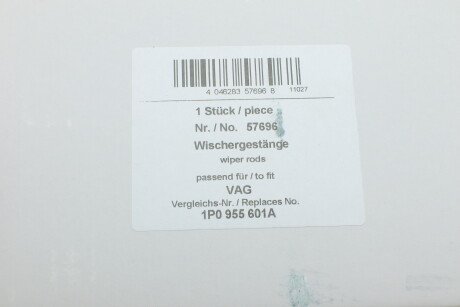 4 046283 57696 8
11027
1 Stück / piece
Nr. / No. 57696
Wischergestänge
wiper rods
passend für / to fit
VAG
Vergleichs-Nr. / Replaces No.
1P0 955 601A